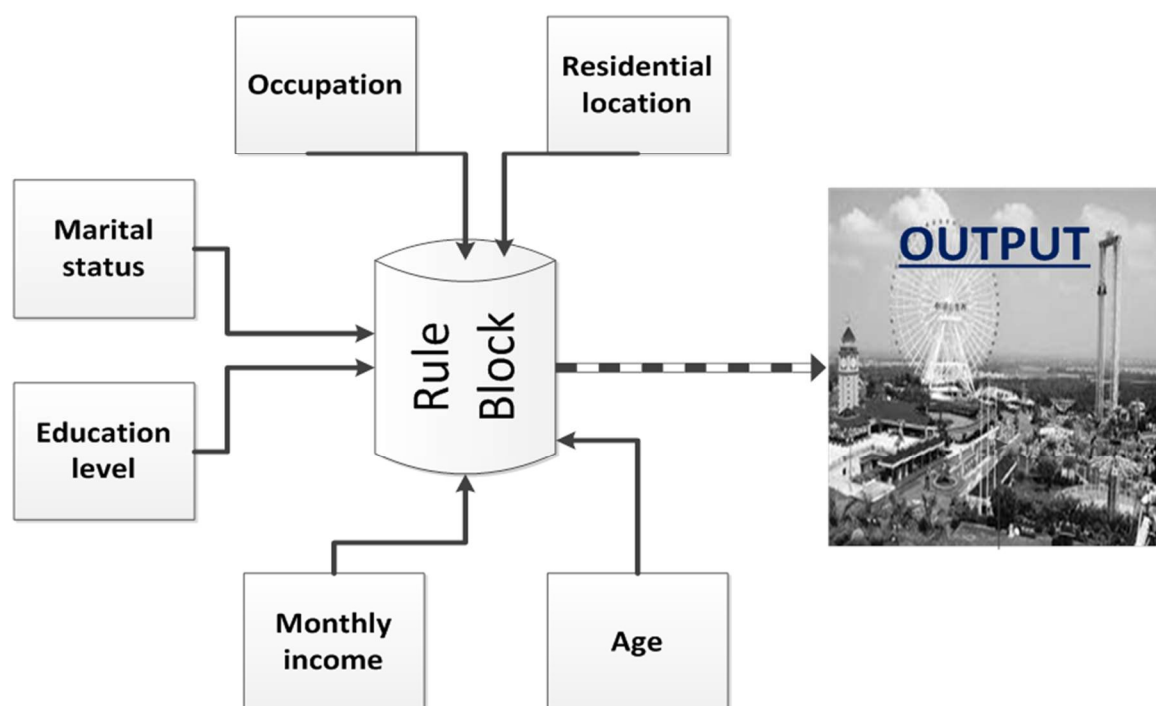 Occupation
Residential
location
Marital
status
OUTPUT
Rule
Block
Education
level
Monthly
income
Age